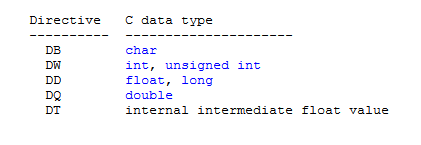 Directive C data type
---------- ---------------------
DB char
DW int, unsigned int
DD float, long
DQ double
DT internal intermediate float value